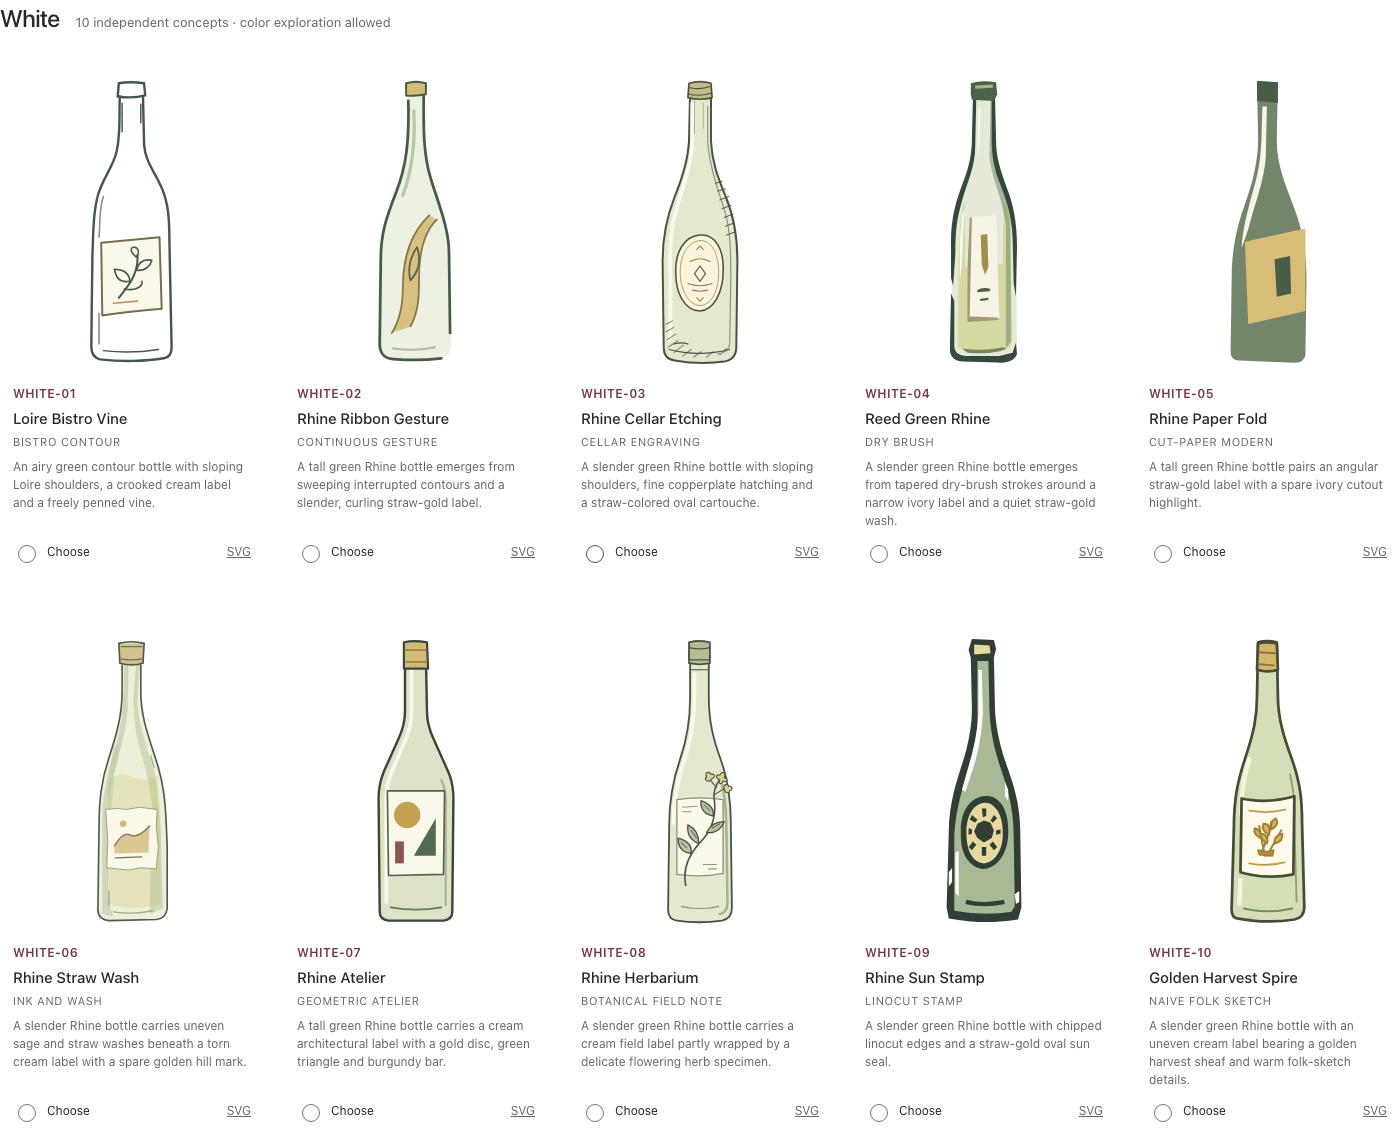 White 10 independent concepts · color exploration allowed
WHITE-01
Loire Bistro Vine
BISTRO CONTOUR
An airy green contour bottle with sloping
Loire shoulders, a crooked cream label
and a freely penned vine.
Choose SVG
WHITE-02
Rhine Ribbon Gesture
CONTINUOUS GESTURE
A tall green Rhine bottle emerges from
sweeping interrupted contours and a
slender, curling straw-gold label.
Choose SVG
WHITE-03
Rhine Cellar Etching
CELLAR ENGRAVING
A slender green Rhine bottle with sloping
shoulders, fine copperplate hatching and
a straw-colored oval cartouche.
Choose SVG
WHITE-04
Reed Green Rhine
DRY BRUSH
A slender green Rhine bottle emerges
from tapered dry-brush strokes around a
narrow ivory label and a quiet straw-gold
wash.
Choose SVG
WHITE-05
Rhine Paper Fold
CUT-PAPER MODERN
A tall green Rhine bottle pairs an angular
straw-gold label with a spare ivory cutout
highlight.
Choose SVG
WHITE-06
Rhine Straw Wash
INK AND WASH
A slender Rhine bottle carries uneven
sage and straw washes beneath a torn
cream label with a spare golden hill mark.
Choose SVG
WHITE-07
Rhine Atelier
GEOMETRIC ATELIER
A tall green Rhine bottle carries a cream
architectural label with a gold disc, green
triangle and burgundy bar.
Choose SVG
WHITE-08
Rhine Herbarium
BOTANICAL FIELD NOTE
A slender green Rhine bottle carries a
cream field label partly wrapped by a
delicate flowering herb specimen.
Choose SVG
WHITE-09
Rhine Sun Stamp
LINOCUT STAMP
A slender green Rhine bottle with chipped
linocut edges and a straw-gold oval sun
seal.
Choose SVG
WHITE-10
Golden Harvest Spire
NAIVE FOLK SKETCH
A slender green Rhine bottle with an
uneven cream label bearing a golden
harvest sheaf and warm folk-sketch
details.
Choose SVG